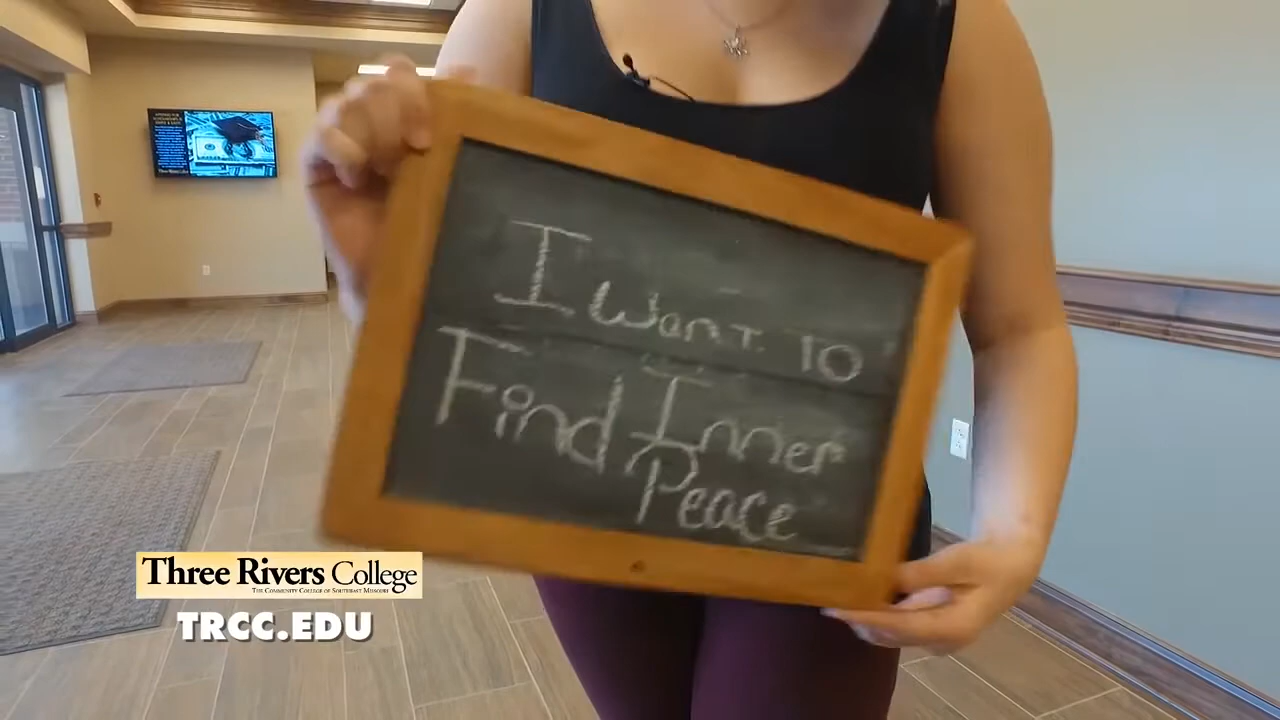 I Want To
Find Inner
Peace
Three Rivers College
The Community College of Southeast Missouri
TRCC.EDU